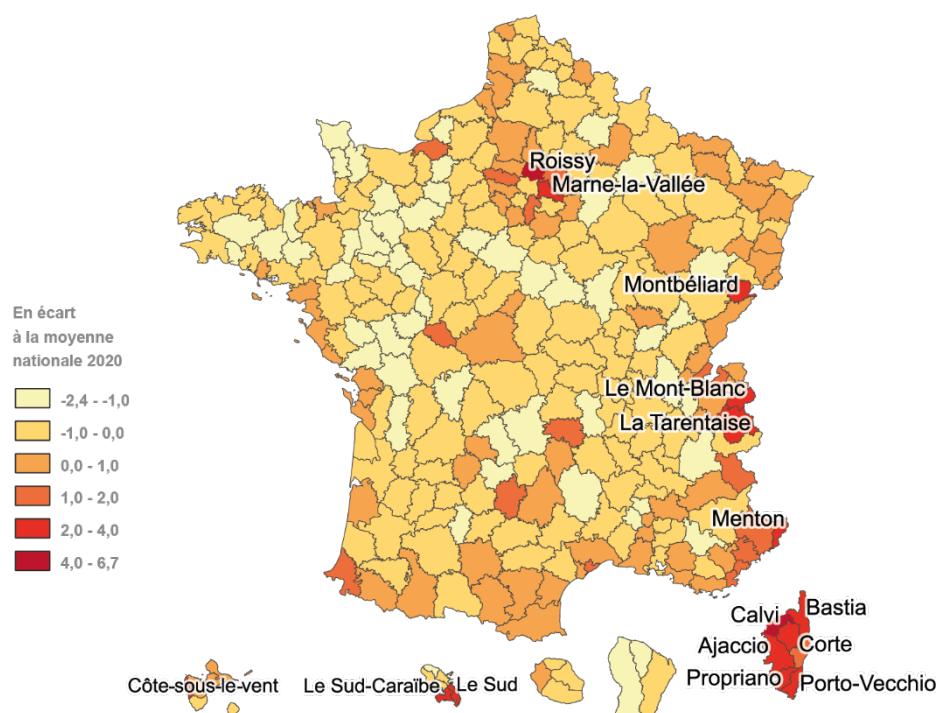 Roissy
Marne-la-Vallée
Montbéliard
En écart
à la moyenne
nationale 2020
-2,4 - -1,0
-1,0 - 0,0
0,0 - 1,0
1,0 - 2,0
2,0 - 4,0
4,0 - 6,7
Le Mont-Blanc
La Tarentaise
Menton
Calvi
Bastia
Ajaccio
Corte
Propriano
Porto-Vecchio
Côte-sous-le-vent
Le Sud-Caraïbe
Le Sud